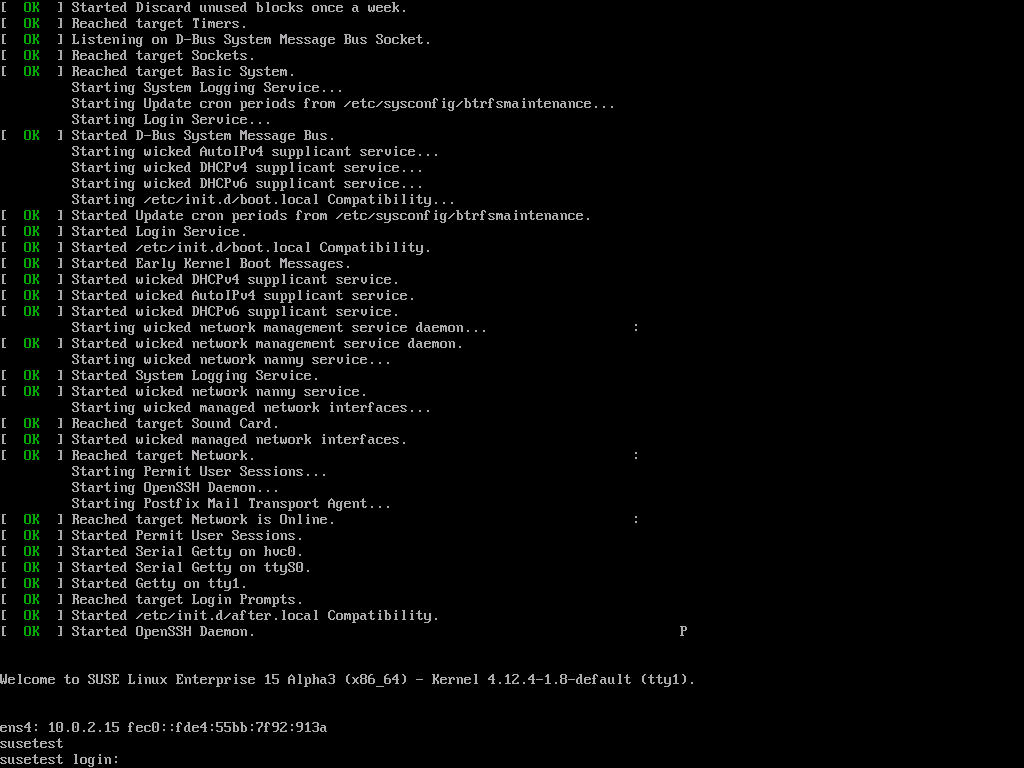 [  OK  ] Started Discard unused blocks once a week.
[  OK  ] Reached target Timers.
[  OK  ] Listening on D-Bus System Message Bus Socket.
[  OK  ] Reached target Sockets.
[  OK  ] Reached target Basic System.
         Starting System Logging Service...
         Starting Update cron periods from /etc/sysconfig/btrfsmaintenance...
         Starting Login Service...
[  OK  ] Started D-Bus System Message Bus.
         Starting wicked AutoIPv4 supplicant service...
         Starting wicked DHCPv4 supplicant service...
         Starting wicked DHCPv6 supplicant service...
         Starting /etc/init.d/boot.local Compatibility...
[  OK  ] Started Update cron periods from /etc/sysconfig/btrfsmaintenance.
[  OK  ] Started Login Service.
[  OK  ] Started /etc/init.d/boot.local Compatibility.
[  OK  ] Started Early Kernel Boot Messages.
[  OK  ] Started wicked DHCPv4 supplicant service.
[  OK  ] Started wicked AutoIPv4 supplicant service.
[  OK  ] Started wicked DHCPv6 supplicant service.
         Starting wicked network management service daemon...                  :
[  OK  ] Started wicked network management service daemon.
         Starting wicked network nanny service...
[  OK  ] Started System Logging Service.
[  OK  ] Started wicked network nanny service.
         Starting wicked managed network interfaces...
[  OK  ] Reached target Sound Card.
[  OK  ] Started wicked managed network interfaces.
[  OK  ] Reached target Network.                                               :
         Starting Permit User Sessions...
         Starting OpenSSH Daemon...
         Starting Postfix Mail Transport Agent...
[  OK  ] Reached target Network is Online.                                     :
[  OK  ] Started Permit User Sessions.
[  OK  ] Started Serial Getty on hvc0.
[  OK  ] Started Serial Getty on ttyS0.
[  OK  ] Started Getty on tty1.
[  OK  ] Reached target Login Prompts.
[  OK  ] Started /etc/init.d/after.local Compatibility.
[  OK  ] Started OpenSSH Daemon.                                                     P
Welcome to SUSE Linux Enterprise 15 Alpha3 (x86_64) - Kernel 4.12.4-1.8-default (tty1).
ens4: 10.0.2.15 fec0::fde4:55bb:7f92:913a
susetest
susetest login: